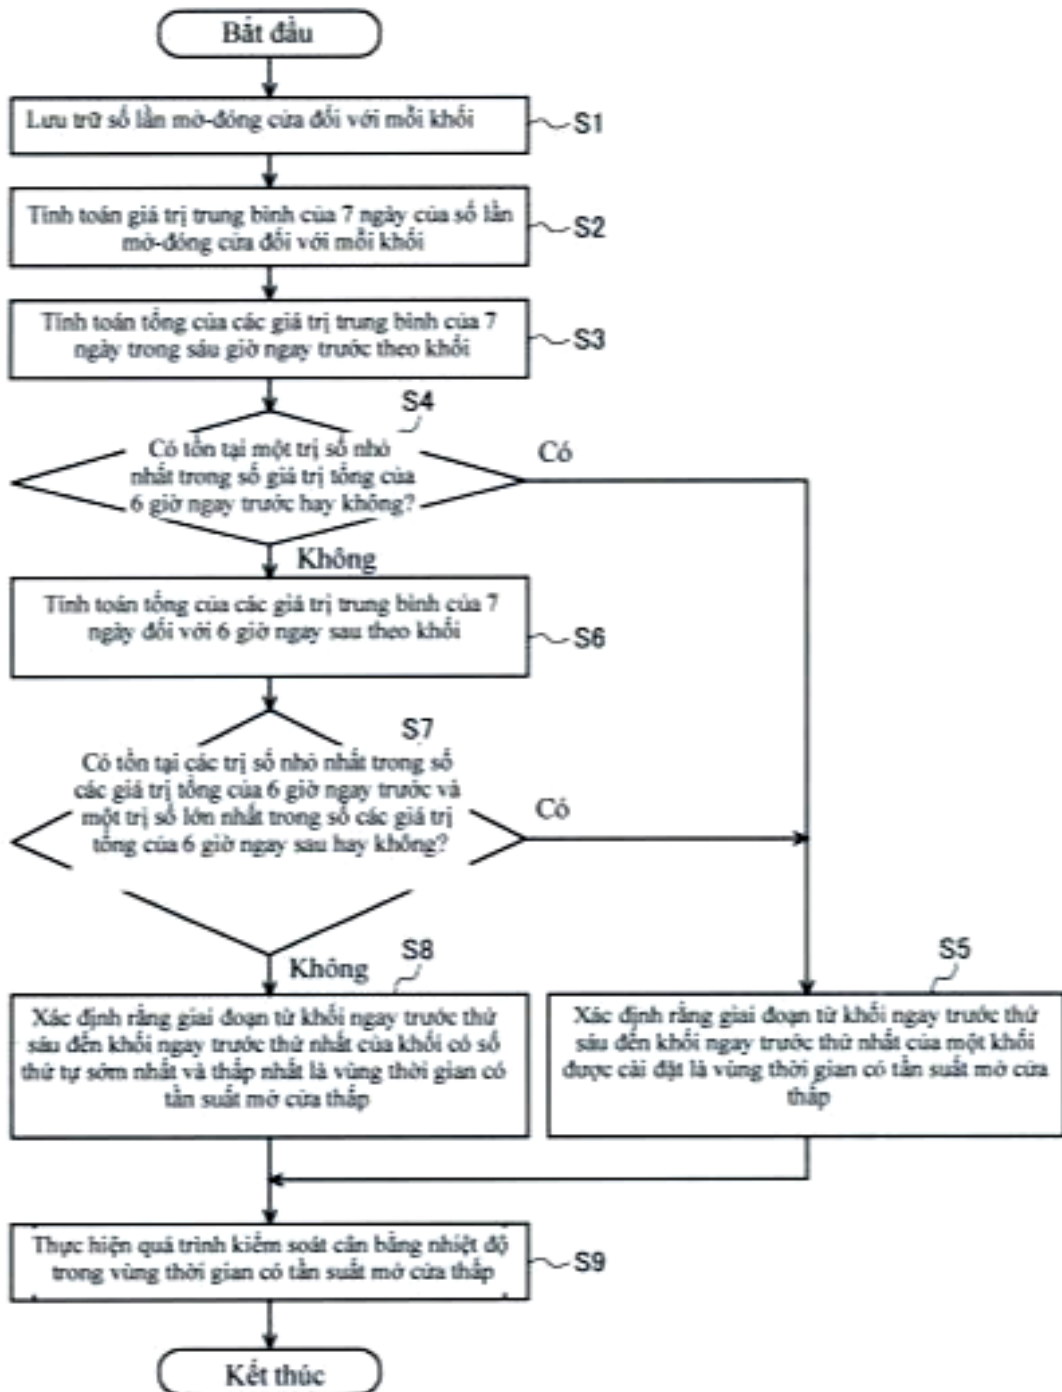 Bắt đầu
Lưu trữ số lần mở-đóng cửa đối với mỗi khối
S1
Tính toán giá trị trung bình của 7 ngày của số lần
mở-đóng cửa đối với mỗi khối
S2
Tính toán tổng của các giá trị trung bình của 7
ngày trong sáu giờ ngay trước theo khối
S3
S4
Có tồn tại một trị số nhỏ
nhất trong số giá trị tổng của
6 giờ ngay trước hay không?
Có
Không
Tính toán tổng của các giá trị trung bình của 7
ngày đối với 6 giờ ngay sau theo khối
S6
S7
Có tồn tại các trị số nhỏ nhất trong số
các giá trị tổng của 6 giờ ngay trước và
một trị số lớn nhất trong số các giá trị
tổng của 6 giờ ngay sau hay không?
Có
Không
S8
Xác định rằng giai đoạn từ khối ngay trước thứ
sáu đến khối ngay trước thứ nhất của khối có số
thứ tự sớm nhất và thấp nhất là vùng thời gian có
tần suất mở cửa thấp
S5
Xác định rằng giai đoạn từ khối ngay trước thứ
sáu đến khối ngay trước thứ nhất của một khối
được cài đặt là vùng thời gian có tần suất mở cửa
thấp
Thực hiện quá trình kiểm soát cân bằng nhiệt độ
trong vùng thời gian có tần suất mở cửa thấp
S9
Kết thúc